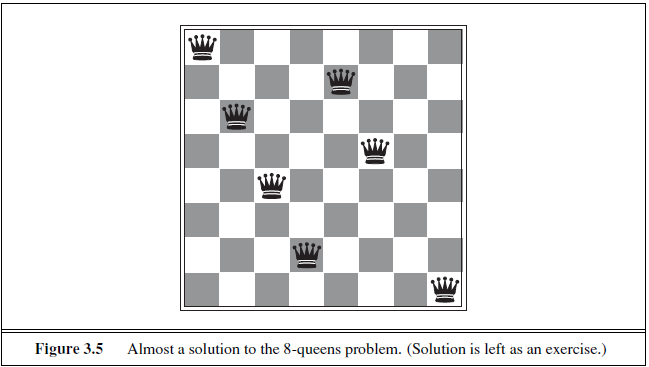 Figure 3.5 Almost a solution to the 8-queens problem. (Solution is left as an exercise.)